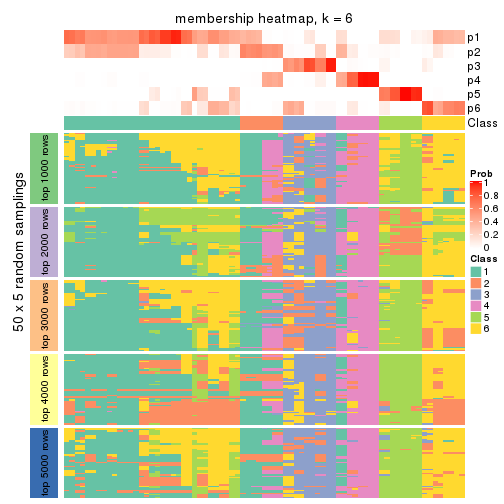 membership heatmap, k = 6
p1
p2
p3
p4
p5
p6
Class
50 x 5 random samplings
top 1000 rows
top 2000 rows
top 3000 rows
top 4000 rows
top 5000 rows
Prob
1
0.8
0.6
0.4
0.2
0
Class
1
2
3
4
5
6